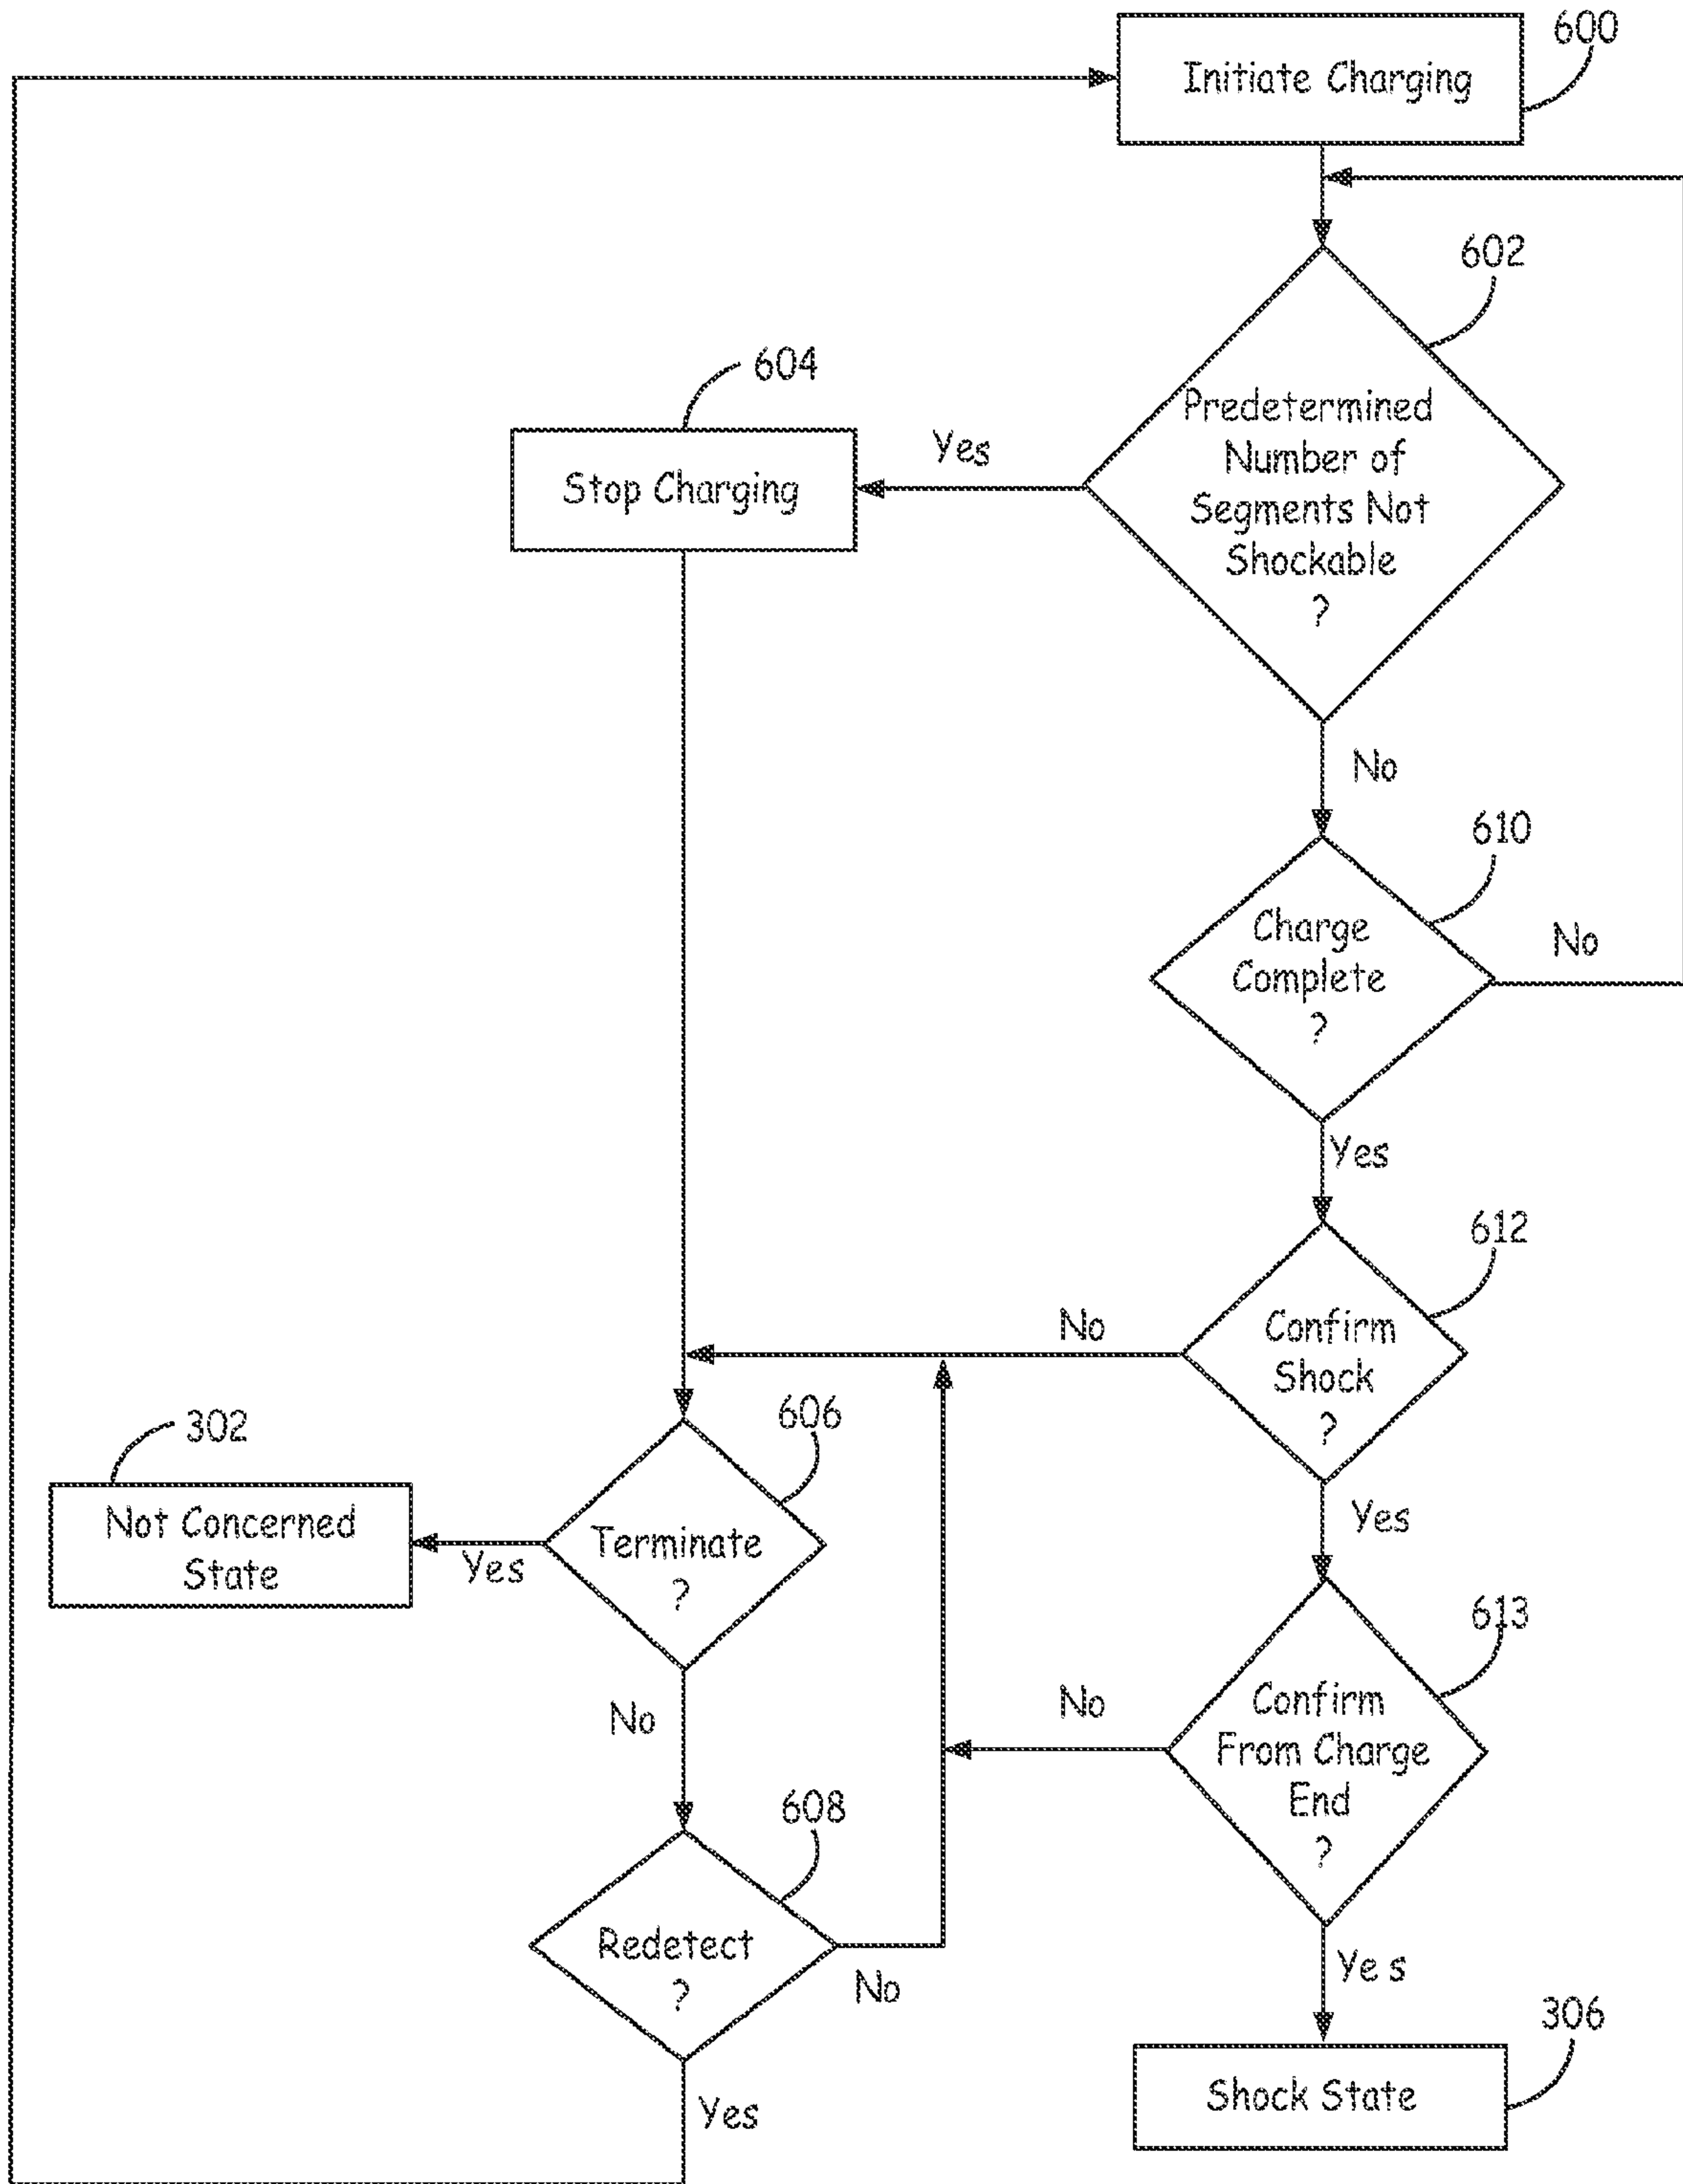 600
Initiate Charging
602
604
Predetermined
Number of
Segments Not
Shockable
?
Yes
Stop Charging
No
610
Charge
Complete
?
No
Yes
612
Confirm
Shock
?
No
606
302
Not Concerned
State
Yes
Terminate
?
Yes
613
No
Confirm
From Charge
End
?
No
608
Redetect
?
No
Ye s
306
Shock State
Yes